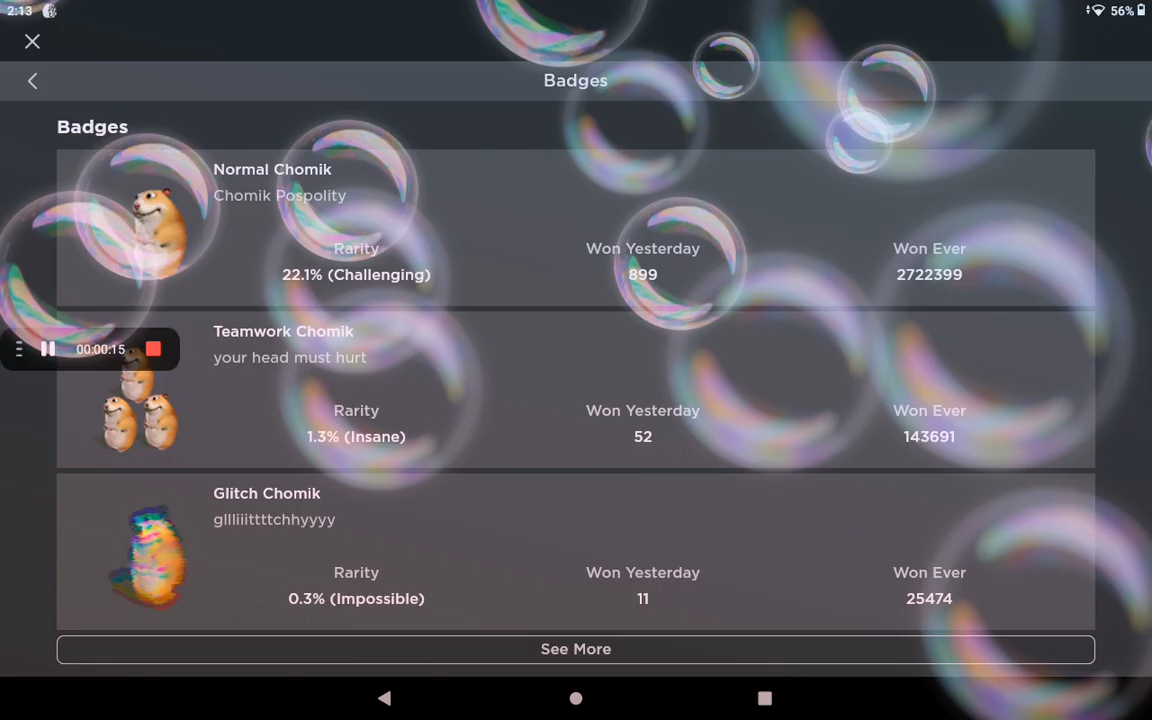 2:13
56%
Badges
Badges
Normal Chomik
Chomik Pospolity
Rarity
Won Yesterday
Won Ever
22.1% (Challenging)
899
2722399
00:00:15
Teamwork Chomik
your head must hurt
Rarity
Won Yesterday
Won Ever
1.3% (Insane)
52
143691
Glitch Chomik
glllliiittttchhyyyy
Rarity
Won Yesterday
Won Ever
0.3% (Impossible)
11
25474
See More